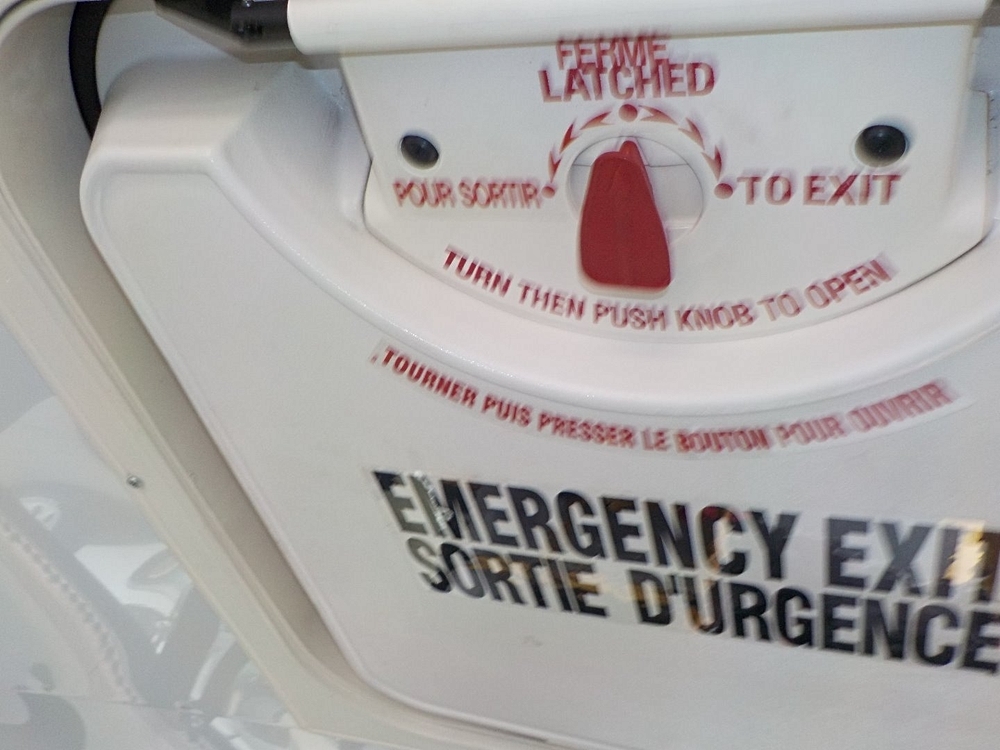 FERME
LATCHED
POUR SORTIR
TO EXIT
TURN THEN PUSH KNOB TO OPEN
TOURNER PUIS PRESSER LE BOUTON POUR OUVRIR
EMERGENCY EXIT
SORTIE D'URGENCE